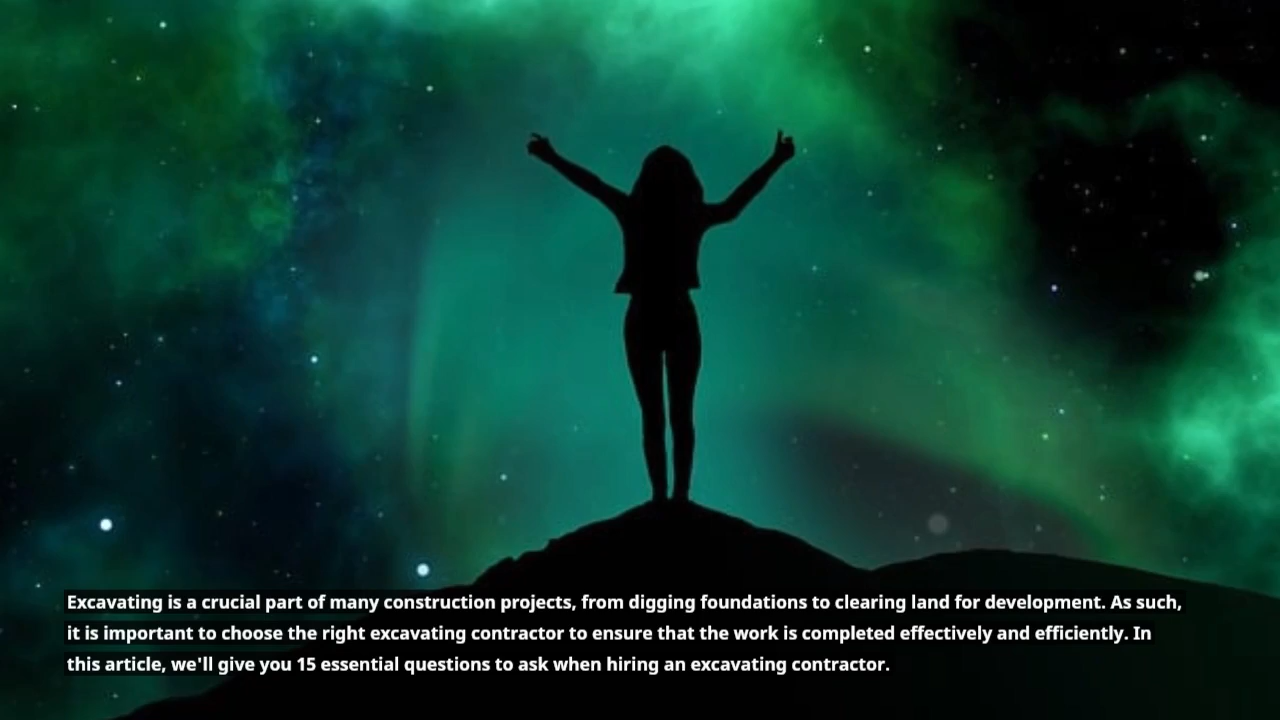 Excavating is a crucial part of many construction projects, from digging foundations to clearing land for development. As such,
it is important to choose the right excavating contractor to ensure that the work is completed effectively and efficiently. In
this article, we'll give you 15 essential questions to ask when hiring an excavating contractor.